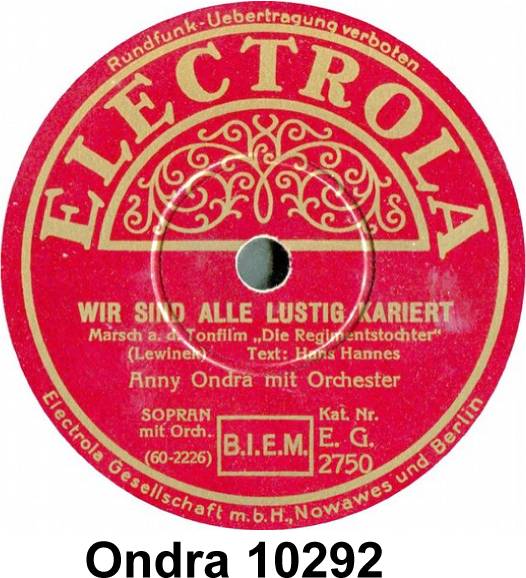 Rundfunk-Uebertragung verboten
ELECTROLA
WIR SIND ALLE LUSTIG KARIERT
Marsch a. d. Tonfilm „Die Regimentstochter“
(Lewinek) Text: Hans Hannes
Anny Ondra mit Orchester
SOPRAN
mit Orch.
(60-2226)
B.I.E.M.
Kat. Nr.
E. G.
2750
Electrola Gesellschaft m.b.H., Nowawes und Berlin
Ondra 10292